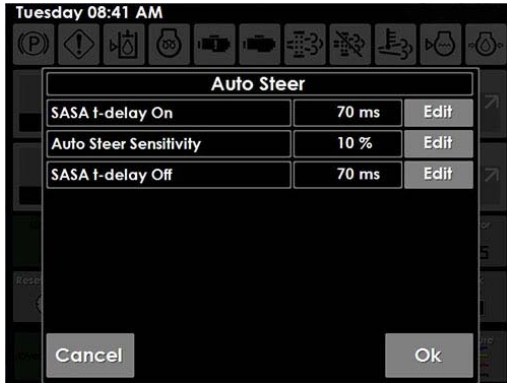 Tuesday 08:41 AM
Auto Steer
SASA t-delay On 70 ms Edit
Auto Steer Sensitivity 10 % Edit
SASA t-delay Off 70 ms Edit
Rese
Cancel Ok